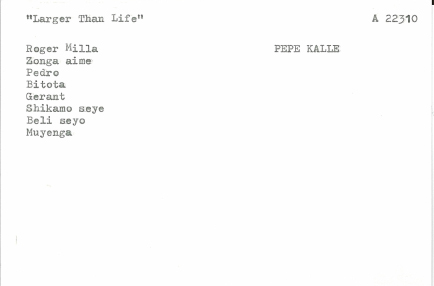 "Larger Than Life" A 22310
Roger Milla PEPE KALLE
Zonga aime
Pedro
Bitota
Gerant
Shikamo seye
Beli seyo
Muyenga